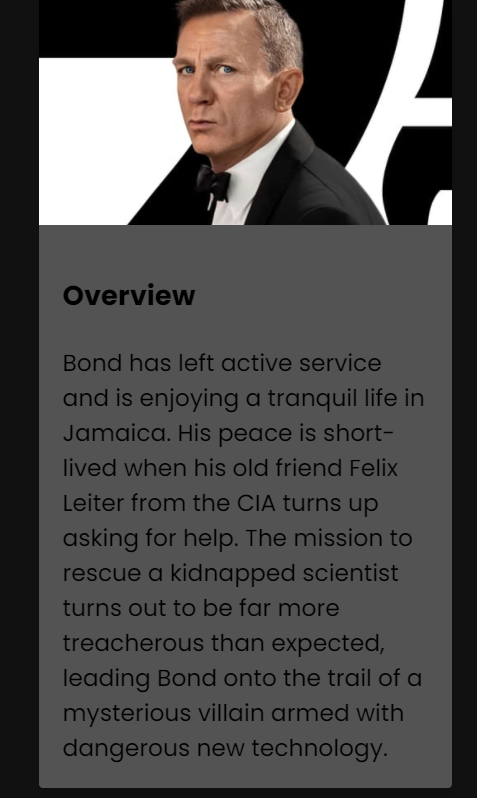 Overview
Bond has left active service
and is enjoying a tranquil life in
Jamaica. His peace is short-
lived when his old friend Felix
Leiter from the CIA turns up
asking for help. The mission to
rescue a kidnapped scientist
turns out to be far more
treacherous than expected,
leading Bond onto the trail of a
mysterious villain armed with
dangerous new technology.